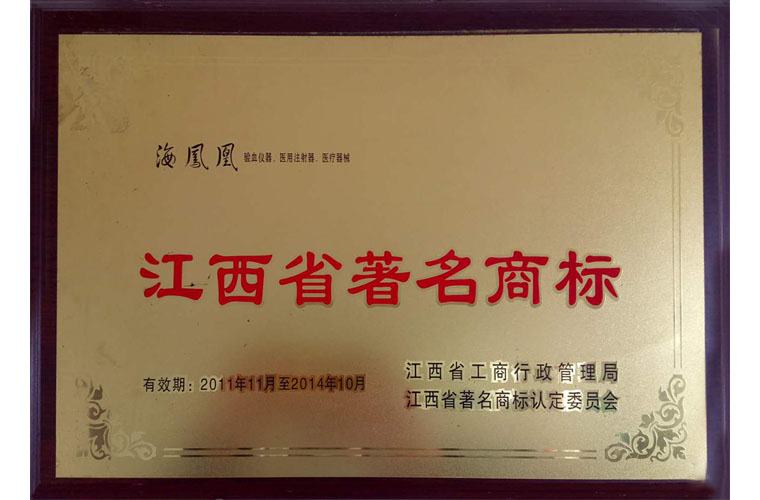 海鳳凰 验血仪器、医用注射器、医疗器械
江西省著名商标
有效期：2011年11月至2014年10月
江西省工商行政管理局
江西省著名商标认定委员会